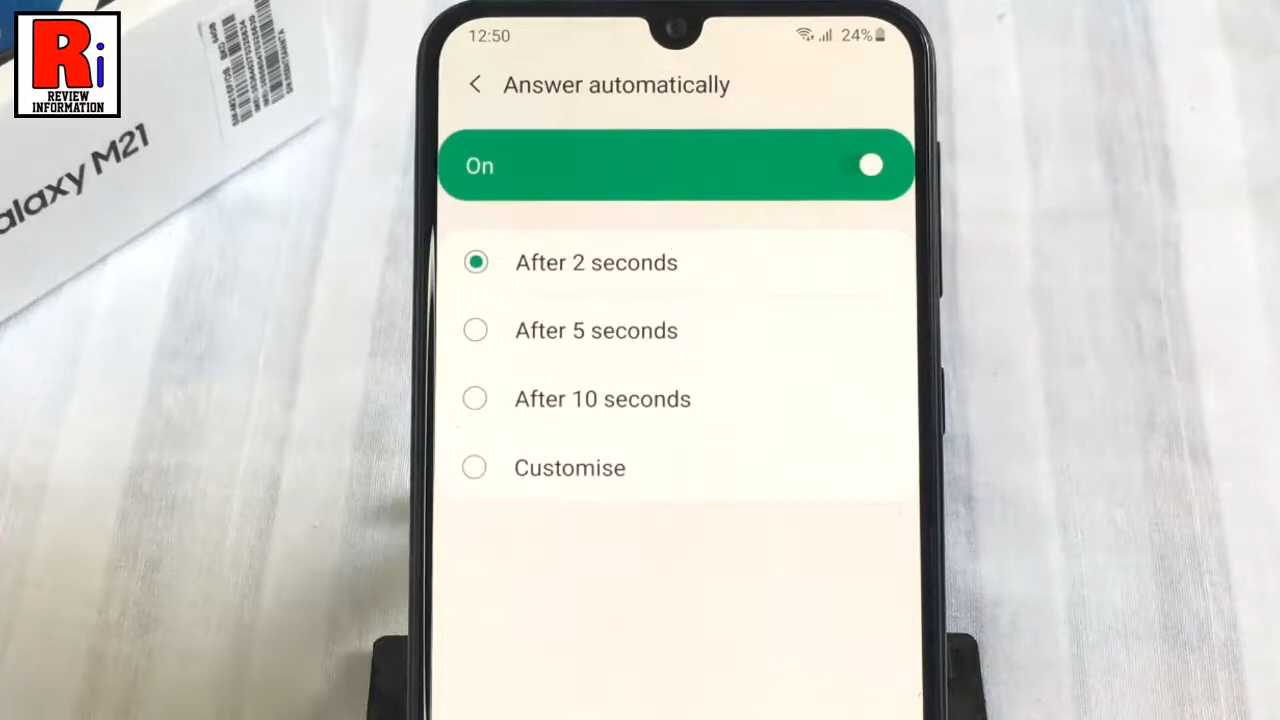 Ri
REVIEW
INFORMATION
alaxy M21
12:50
24%
Answer automatically
On
After 2 seconds
After 5 seconds
After 10 seconds
Customise